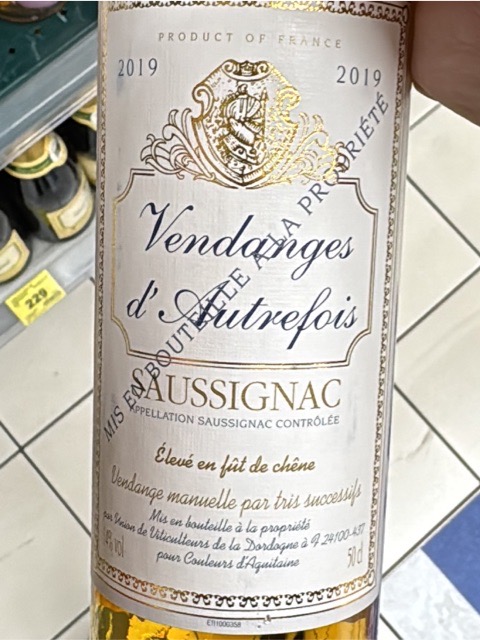 PRODUCT OF FRANCE
2019 2019
Vendanges
d'Autrefois
MIS EN BOUTEILLE A LA PROPRIÉTÉ
SAUSSIGNAC
APPELLATION SAUSSIGNAC CONTRÔLÉE
Élevé en fût de chêne
Vendange manuelle par tris successifs
Mis en bouteille à la propriété
par Union de Viticulteurs de la Dordogne à F 24100-437
pour Couleurs d'Aquitaine
% vol
50 cl
229